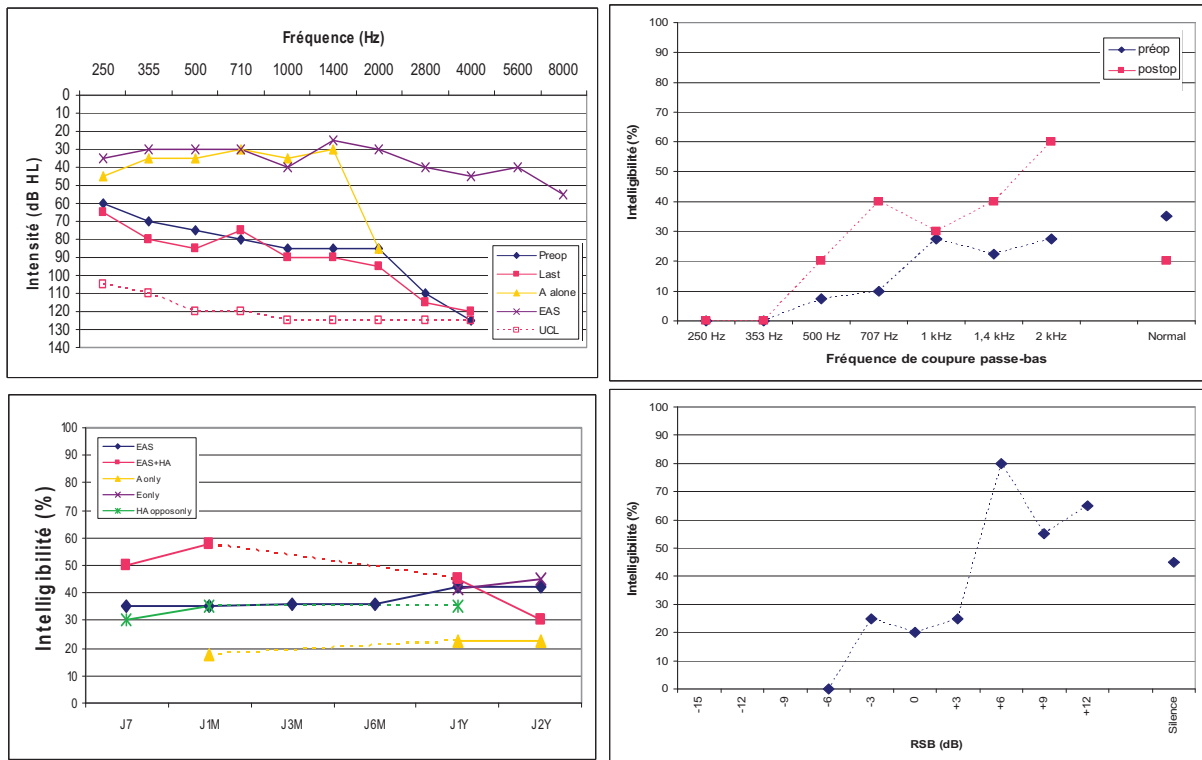 Fréquence (Hz)
250 355 500 710 1000 1400 2000 2800 4000 5600 8000
Intensité (dB HL)
0
10
20
30
40
50
60
70
80
90
100
110
120
130
140
Preop
Last
A alone
EAS
UCL
Intelligibilité (%)
100
90
80
70
60
50
40
30
20
10
0
préop
postop
250 Hz 353 Hz 500 Hz 707 Hz 1 kHz 1,4 kHz 2 kHz Normal
Fréquence de coupure passe-bas
Intelligibilité (%)
100
90
80
70
60
50
40
30
20
10
0
EAS
EAS+HA
A only
E only
HA oppos only
J7 J1M J3M J6M J1Y J2Y
Intelligibilité (%)
100
90
80
70
60
50
40
30
20
10
0
-15 -12 -9 -6 -3 0 +3 +6 +9 +12 Silence
RSB (dB)